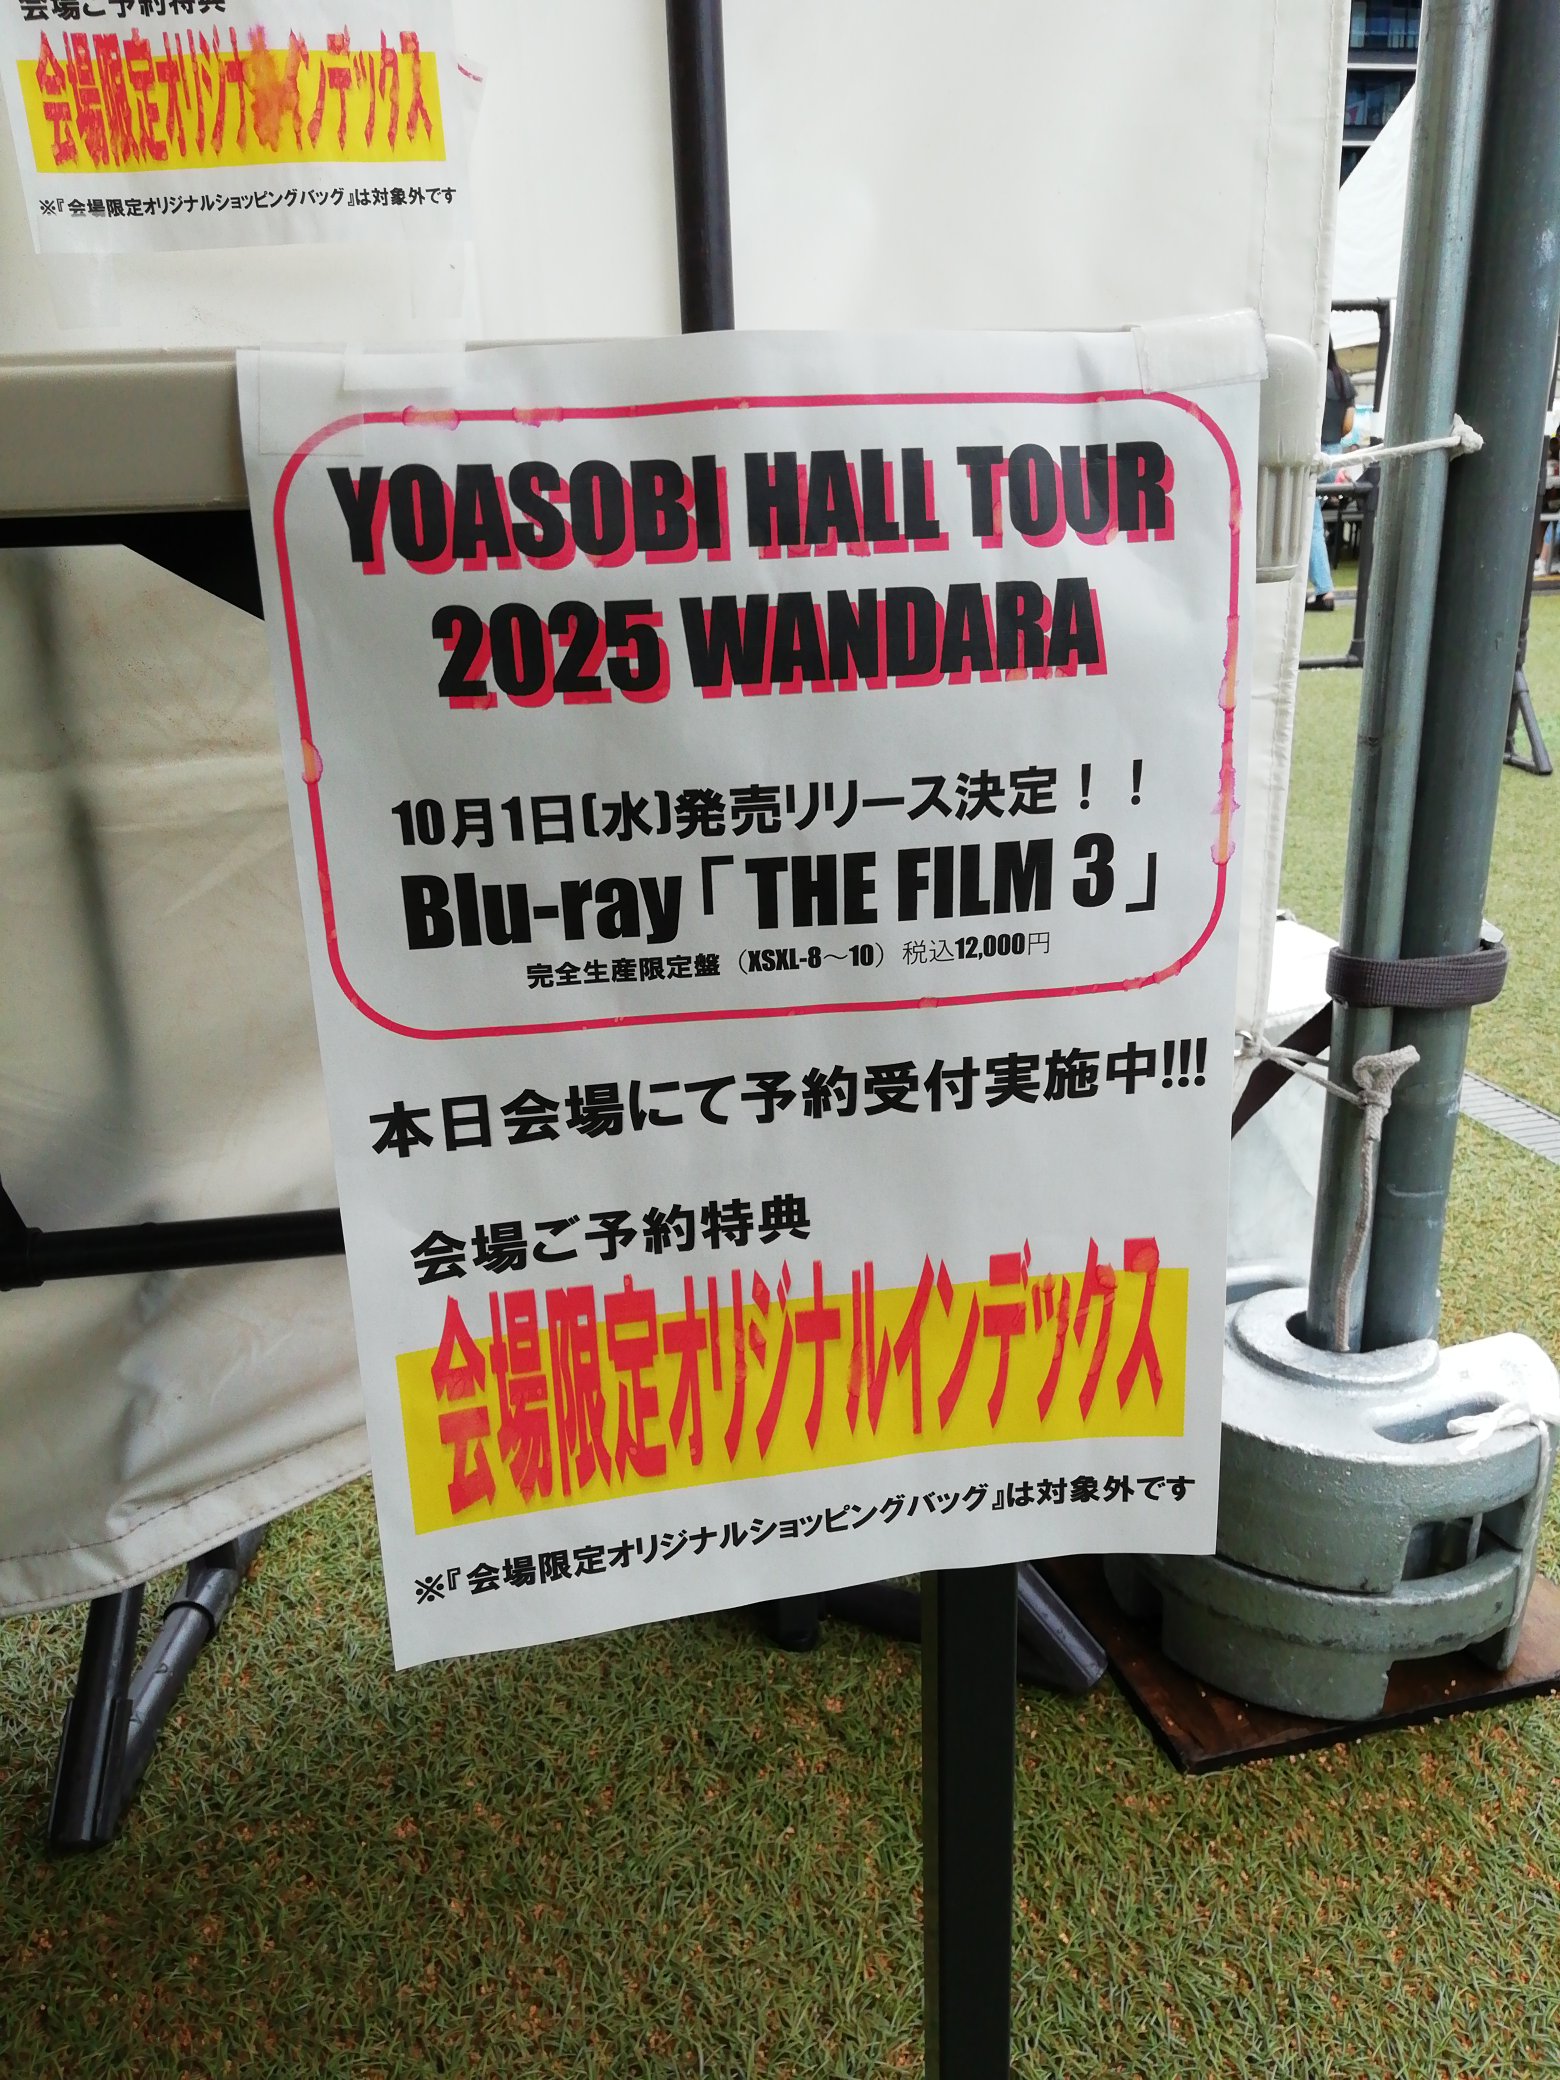 会場ご予約特典
会場限定オリジナルインデックス
※『会場限定オリジナルショッピングバッグ』は対象外です
YOASOBI HALL TOUR
2025 WANDARA
10月1日(水)発売リリース決定！！
Blu-ray「THE FILM 3」
完全生産限定盤（XSXL-8～10）税込12,000円
本日会場にて予約受付実施中!!!
会場ご予約特典
会場限定オリジナルインデックス
※『会場限定オリジナルショッピングバッグ』は対象外です